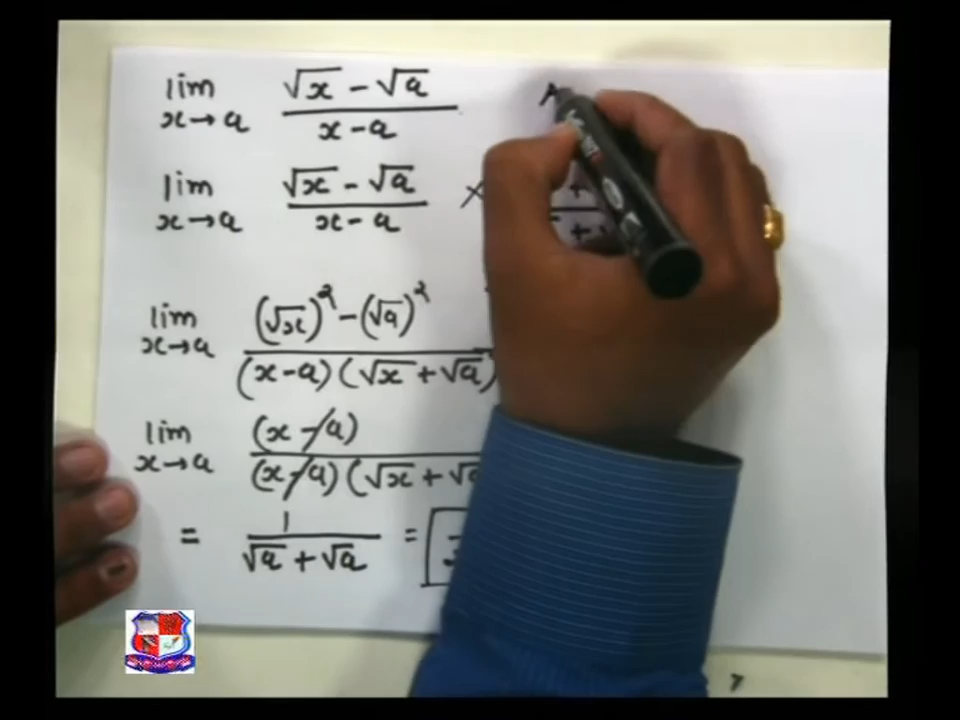 lim x→a (√x − √a) / (x − a)
lim x→a (√x − √a) / (x − a) ×
lim x→a ((√x)² − (√a)²) / ((x − a)(√x + √a)
lim x→a (x − a) / ((x − a)(√x + √a
= 1 / (√a + √a) =